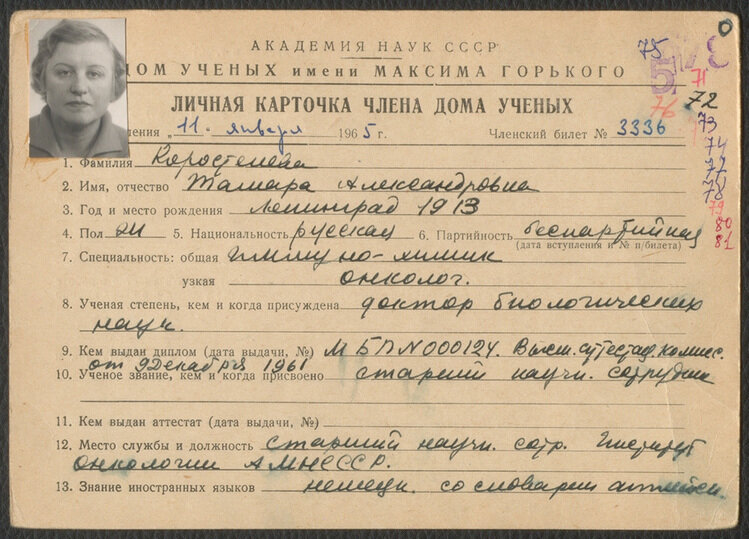 АКАДЕМИЯ НАУК СССР
ДОМ УЧЕНЫХ имени МАКСИМА ГОРЬКОГО
ЛИЧНАЯ КАРТОЧКА ЧЛЕНА ДОМА УЧЕНЫХ
„11" января 1965 г. Членский билет № 3336
1. Фамилия Коростелева
2. Имя, отчество Тамара Александровна
3. Год и место рождения Ленинград 1913
4. Пол 5. Национальность русская 6. Партийность беспартийная
(дата вступления и № п/билета)
7. Специальность: общая иммуно-химик
узкая онколог.
8. Ученая степень, кем и когда присуждена доктор биологических
наук.
9. Кем выдан диплом (дата выдачи, №) М БЛ N 000124. Высш. аттестац. комисс.
от 9 декабря 1961
10. Ученое звание, кем и когда присвоено старший научн. сотрудник
11. Кем выдан аттестат (дата выдачи, №)
12. Место службы и должность Старший научн. сотр. Институт
онкологии АМН СССР.
13. Знание иностранных языков немецк. со словарем
0
75
71
76
72
73
74
77
78
79
80
81